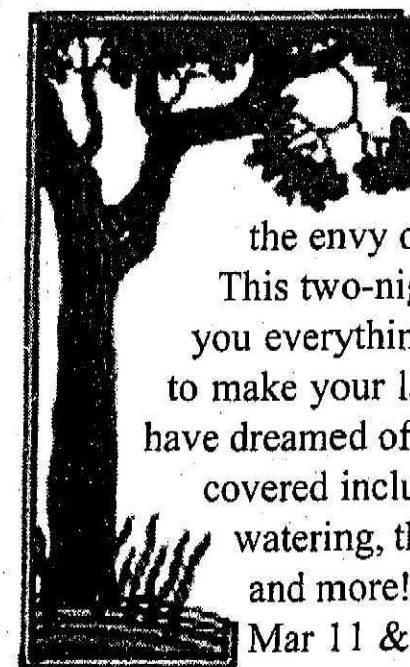 the envy
This two-nig
you everythin
to make your
have dreamed of
covered inclu
watering, th
and more!
Mar 11 &